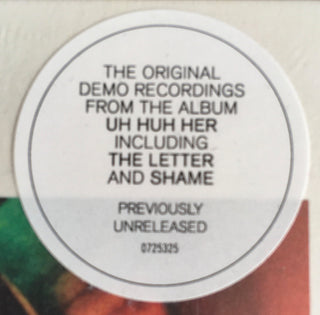 THE ORIGINAL
DEMO RECORDINGS
FROM THE ALBUM
UH HUH HER
INCLUDING
THE LETTER
AND SHAME
PREVIOUSLY
UNRELEASED
0725325